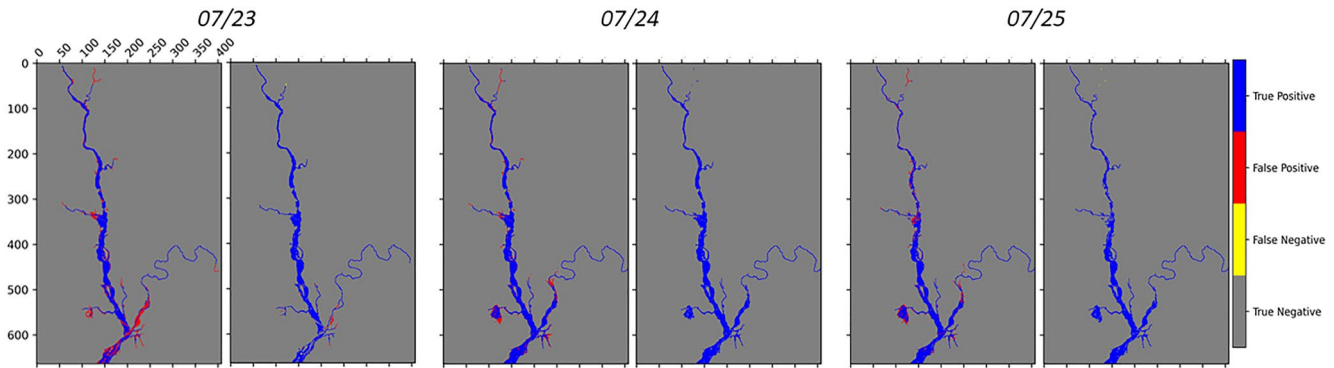 07/23
07/24
07/25
0 50 100 150 200 250 300 350 400
0
100
200
300
400
500
600
True Positive
False Positive
False Negative
True Negative